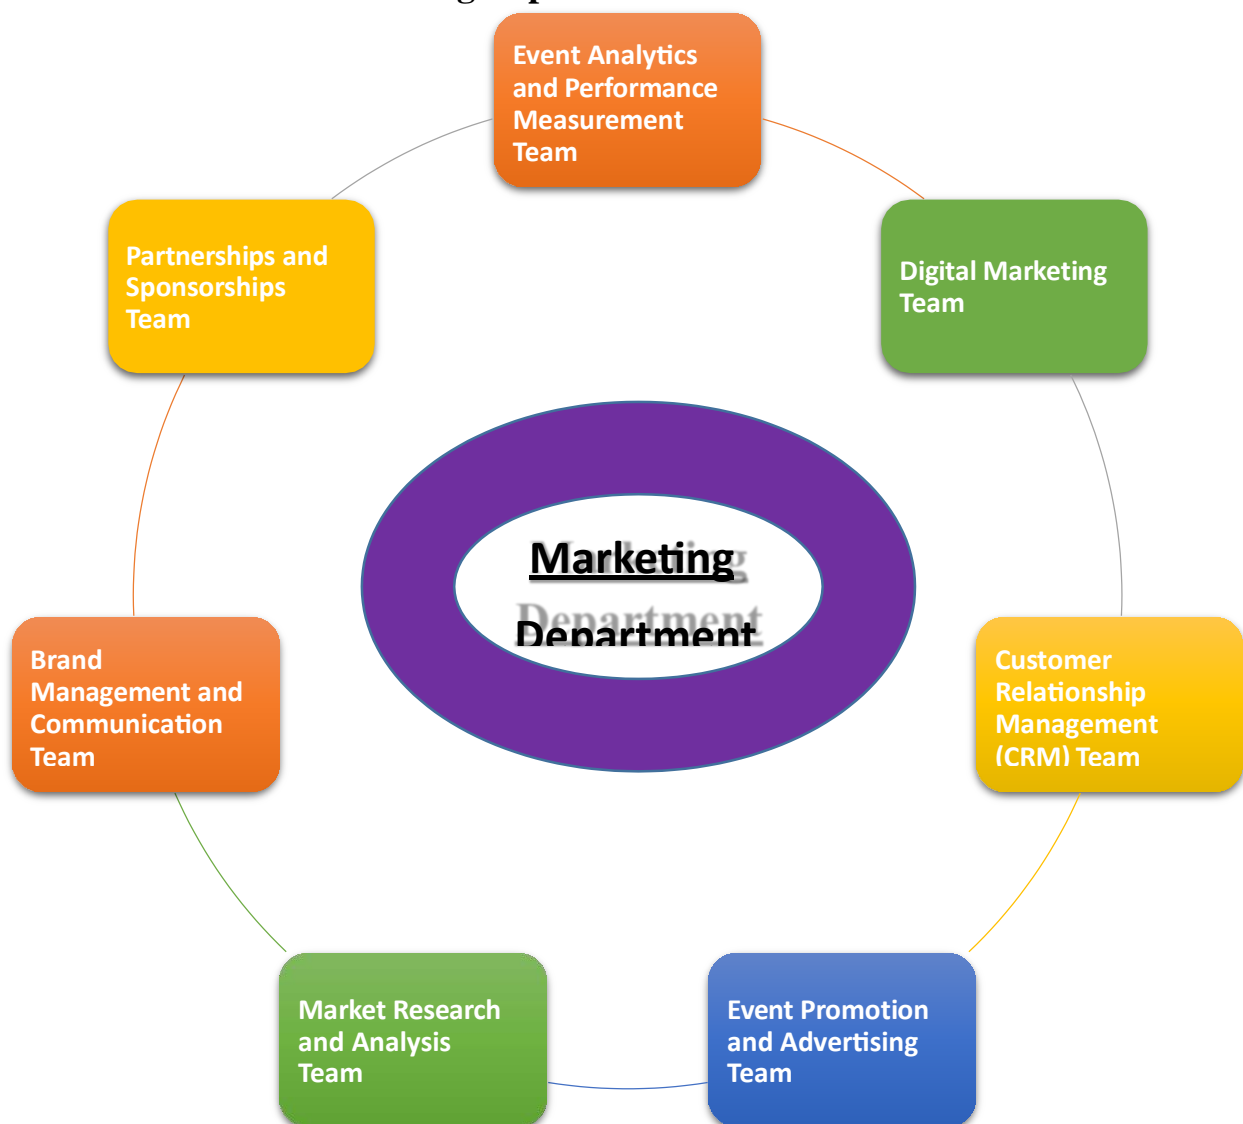 Event Analytics
and Performance
Measurement
Team
Partnerships and
Sponsorships
Team
Digital Marketing
Team
Marketing
Department
Brand
Management and
Communication
Team
Customer
Relationship
Management
(CRM) Team
Market Research
and Analysis
Team
Event Promotion
and Advertising
Team